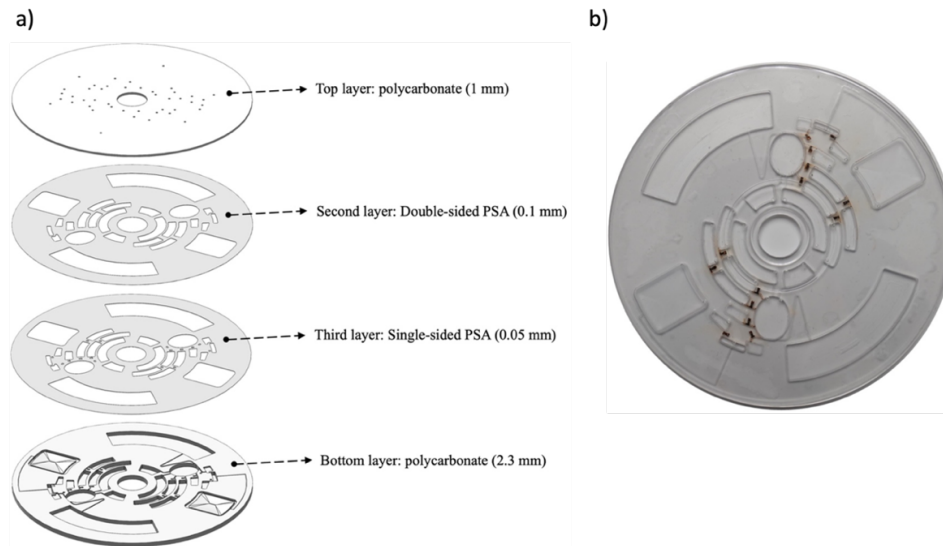 a)
b)
Top layer: polycarbonate (1 mm)
Second layer: Double-sided PSA (0.1 mm)
Third layer: Single-sided PSA (0.05 mm)
Bottom layer: polycarbonate (2.3 mm)